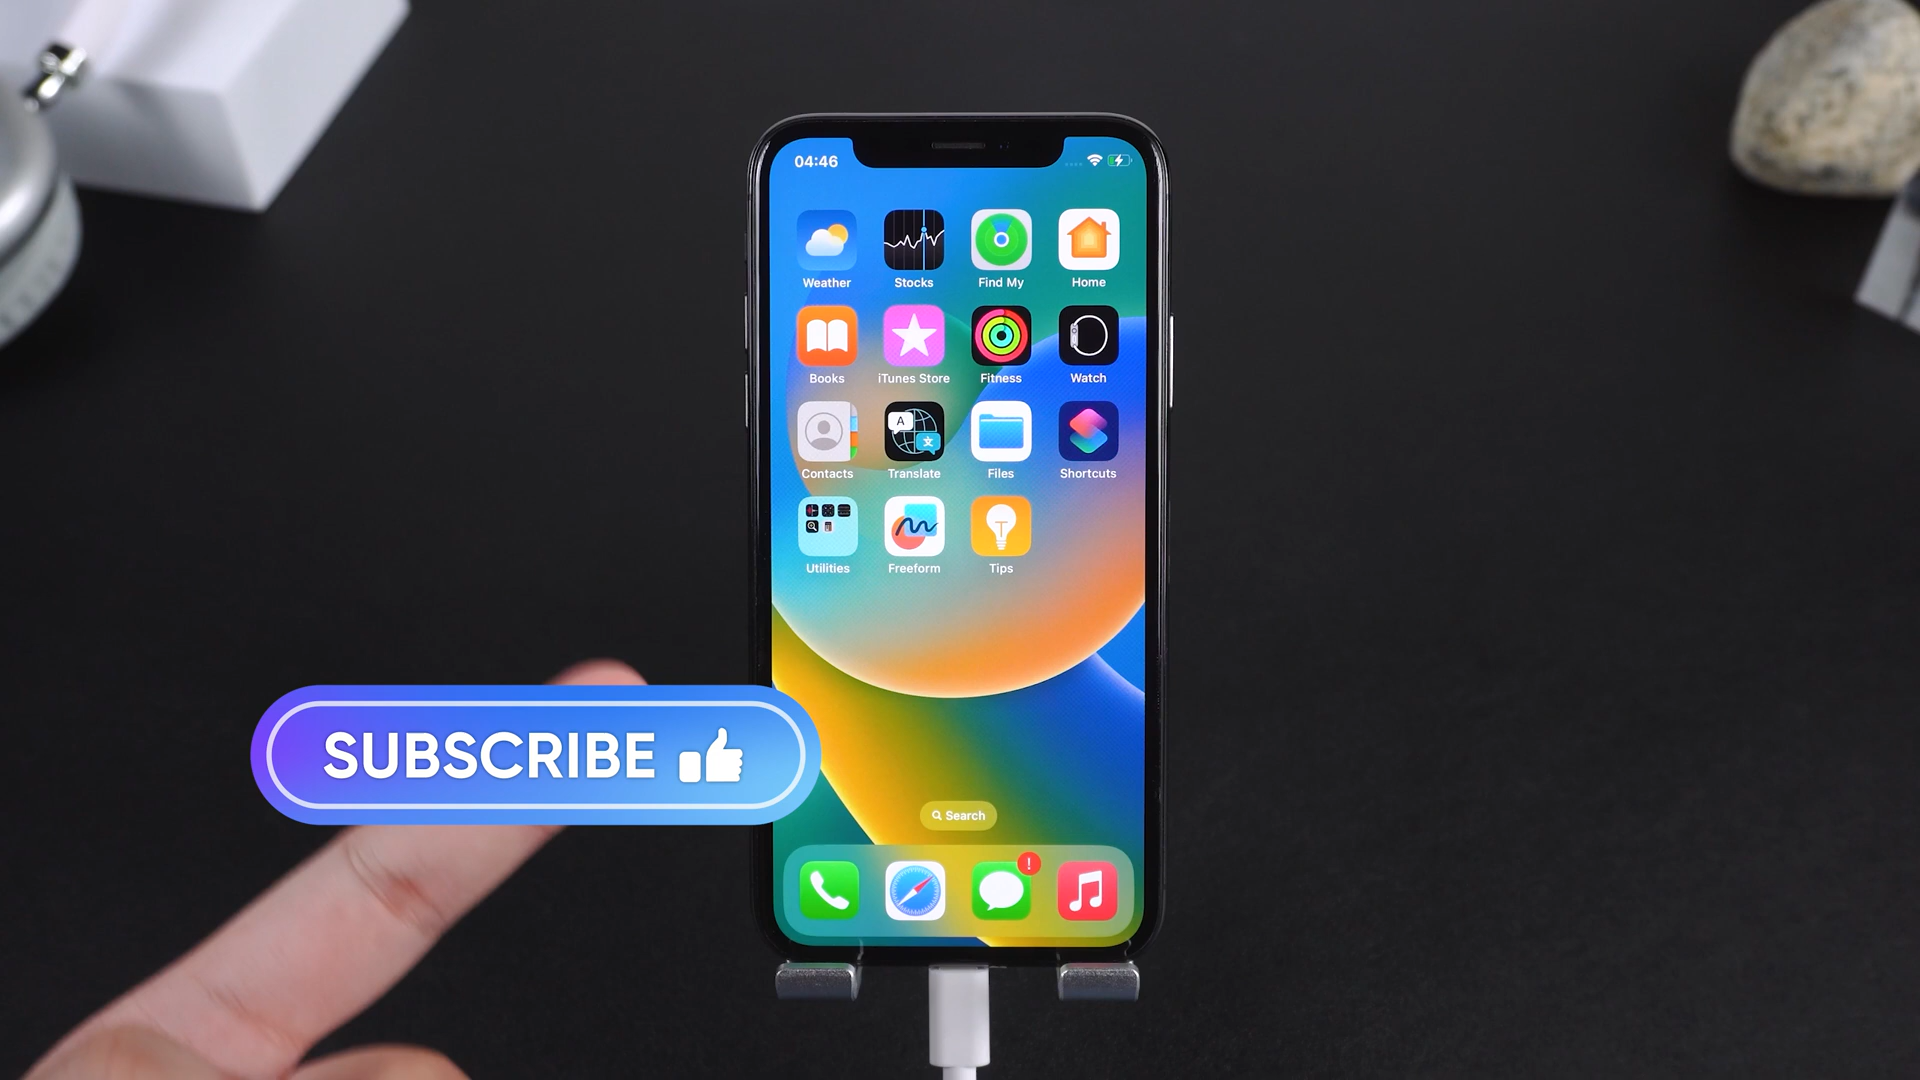 04:46
Weather Stocks Find My Home
Books iTunes Store Fitness Watch
Contacts A 文 Translate Files Shortcuts
Utilities Freeform Tips
SUBSCRIBE
Search
!